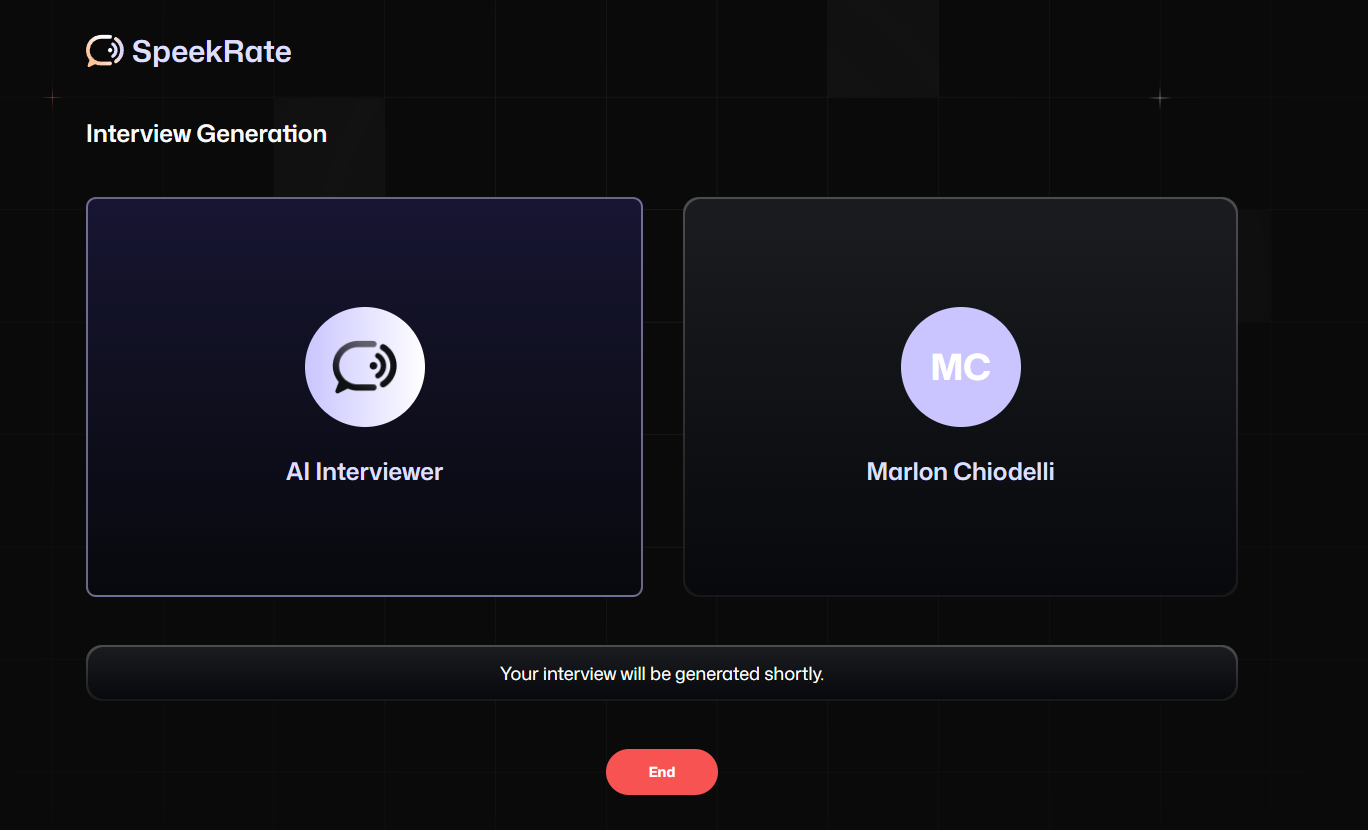 SpeekRate
Interview Generation
MC
AI Interviewer
Marlon Chiodelli
Your interview will be generated shortly.
End